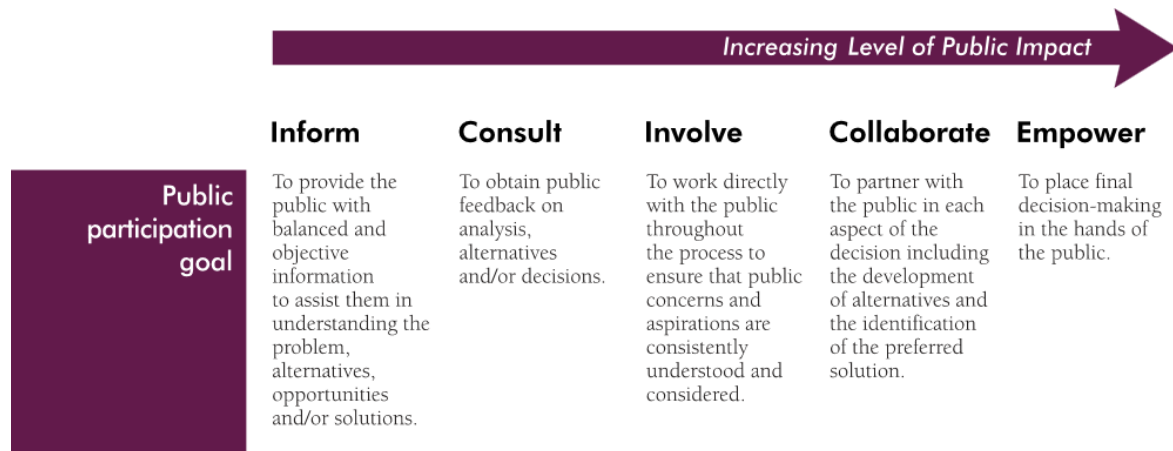 Increasing Level of Public Impact
Inform
Consult
Involve
Collaborate
Empower
Public
participation
goal
To provide the
public with
balanced and
objective
information
to assist them in
understanding the
problem,
alternatives,
opportunities
and/or solutions.
To obtain public
feedback on
analysis,
alternatives
and/or decisions.
To work directly
with the public
throughout
the process to
ensure that public
concerns and
aspirations are
consistently
understood and
considered.
To partner with
the public in each
aspect of the
decision including
the development
of alternatives and
the identification
of the preferred
solution.
To place final
decision-making
in the hands of
the public.